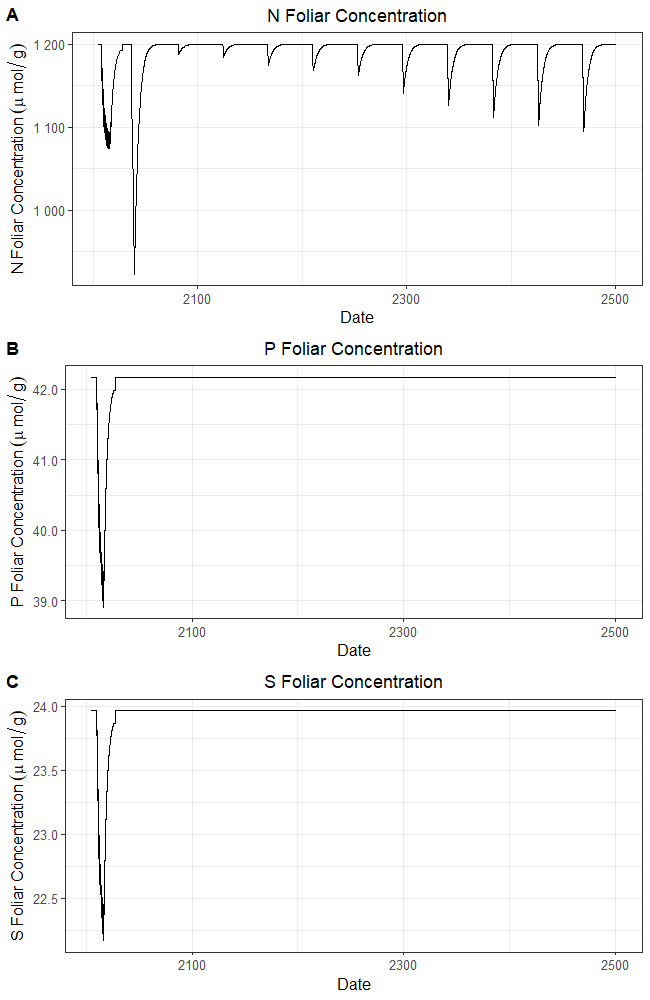 A
N Foliar Concentration
N Foliar Concentration (μ mol/g)
1 200
1 100
1 000
2100
2300
2500
Date
B
P Foliar Concentration
P Foliar Concentration (μ mol/g)
42.0
41.0
40.0
39.0
2100
2300
2500
Date
C
S Foliar Concentration
S Foliar Concentration (μ mol/g)
24.0
23.5
23.0
22.5
2100
2300
2500
Date